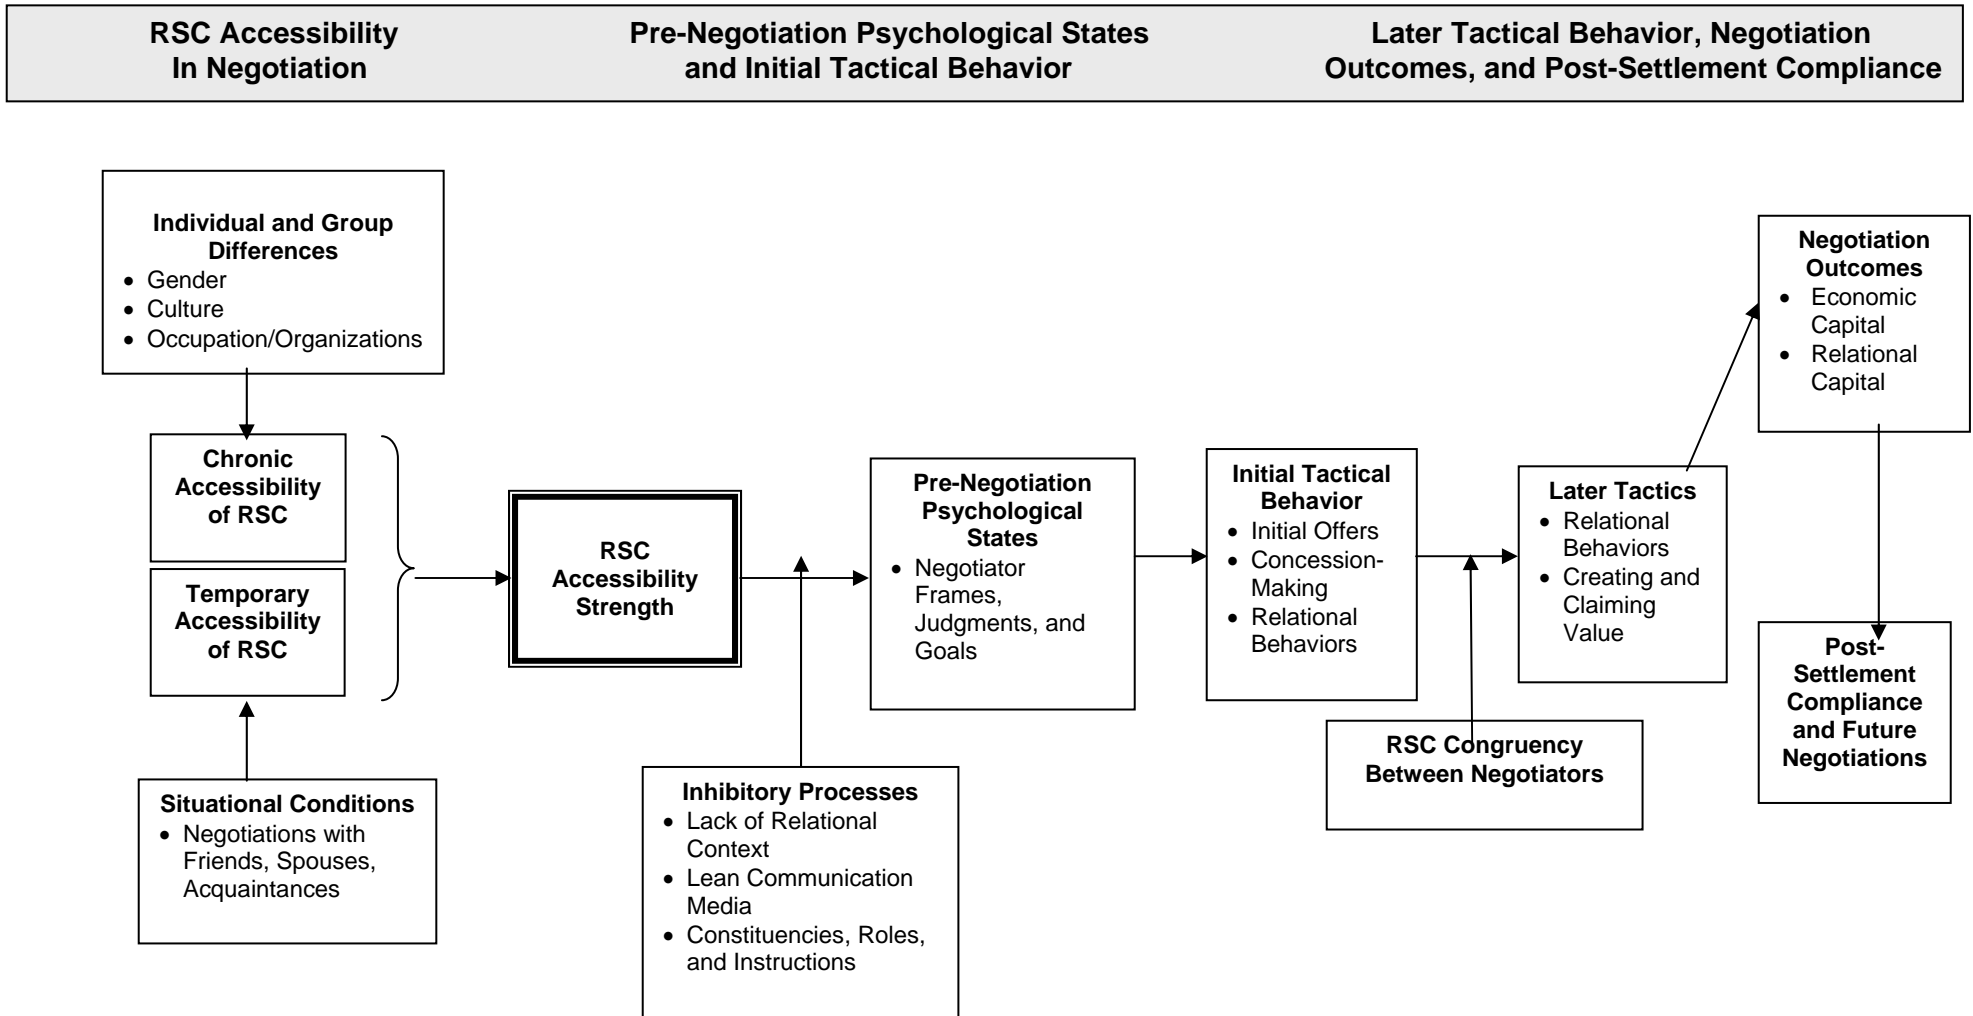 RSC Accessibility
In Negotiation
Pre-Negotiation Psychological States
and Initial Tactical Behavior
Later Tactical Behavior, Negotiation
Outcomes, and Post-Settlement Compliance
Individual and Group
Differences
• Gender
• Culture
• Occupation/Organizations
Chronic
Accessibility
of RSC
Temporary
Accessibility
of RSC
Situational Conditions
• Negotiations with
Friends, Spouses,
Acquaintances
RSC
Accessibility
Strength
Inhibitory Processes
• Lack of Relational
Context
• Lean Communication
Media
• Constituencies, Roles,
and Instructions
Pre-Negotiation
Psychological
States
• Negotiator
Frames,
Judgments, and
Goals
Initial Tactical
Behavior
• Initial Offers
• Concession-
Making
• Relational
Behaviors
RSC Congruency
Between Negotiators
Later Tactics
• Relational
Behaviors
• Creating and
Claiming
Value
Negotiation
Outcomes
• Economic
Capital
• Relational
Capital
Post-
Settlement
Compliance
and Future
Negotiations